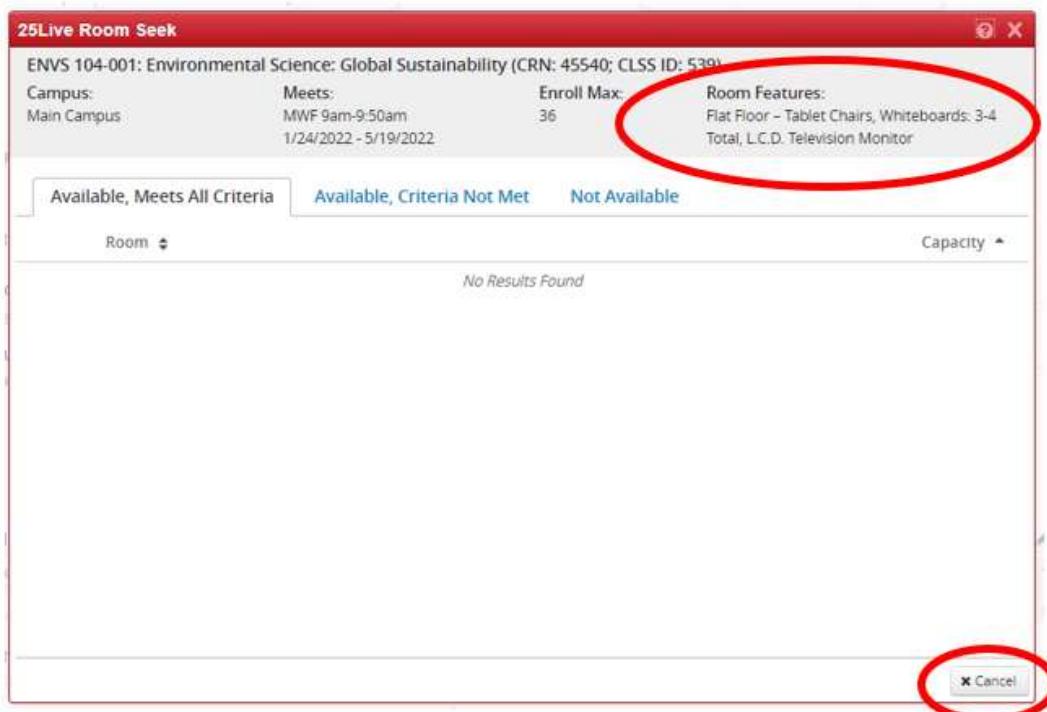 25Live Room Seek
ENVS 104-001: Environmental Science: Global Sustainability (CRN: 45540; CLSS ID: 539)
Campus: Meets: Enroll Max: Room Features:
Main Campus MWF 9am-9:50am 36 Flat Floor – Tablet Chairs, Whiteboards: 3-4
1/24/2022 - 5/19/2022 Total, L.C.D. Television Monitor
Available, Meets All Criteria Available, Criteria Not Met Not Available
Room Capacity
No Results Found
Cancel